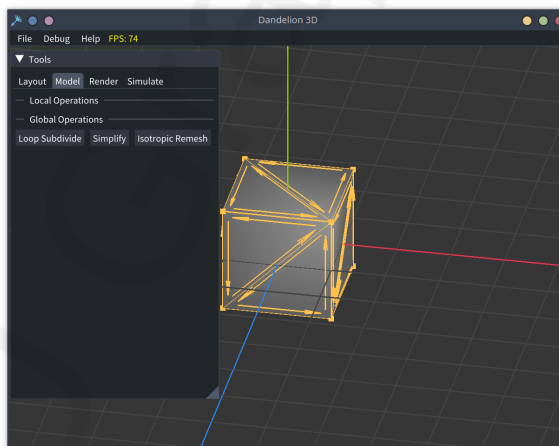 Dandelion 3D
File Debug Help FPS: 74
Tools
Layout Model Render Simulate
Local Operations
Global Operations
Loop Subdivide Simplify Isotropic Remesh